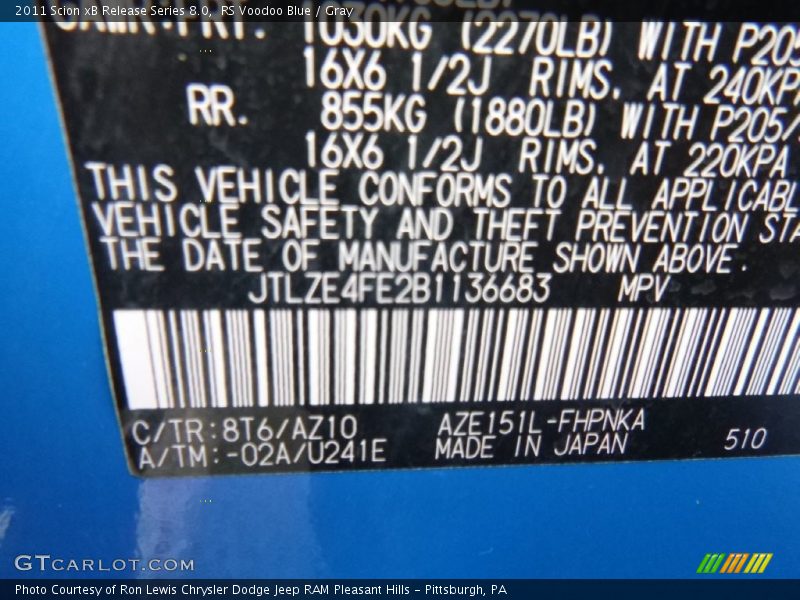 2011 Scion xB Release Series 8.0, RS Voodoo Blue / Gray
1030KG (2270LB) WITH P205
16X6 1/2J RIMS. AT 240KPA
RR. 855KG (1880LB) WITH P205/
16X6 1/2J RIMS. AT 220KPA
THIS VEHICLE CONFORMS TO ALL APPLICABL
VEHICLE SAFETY AND THEFT PREVENTION STA
THE DATE OF MANUFACTURE SHOWN ABOVE.
JTLZE4FE2B1136683 MPV
C/TR:8T6/AZ10 AZE151L-FHPNKA
A/TM:-02A/U241E MADE IN JAPAN 510
GTCARLOT.COM
Photo Courtesy of Ron Lewis Chrysler Dodge Jeep RAM Pleasant Hills - Pittsburgh, PA